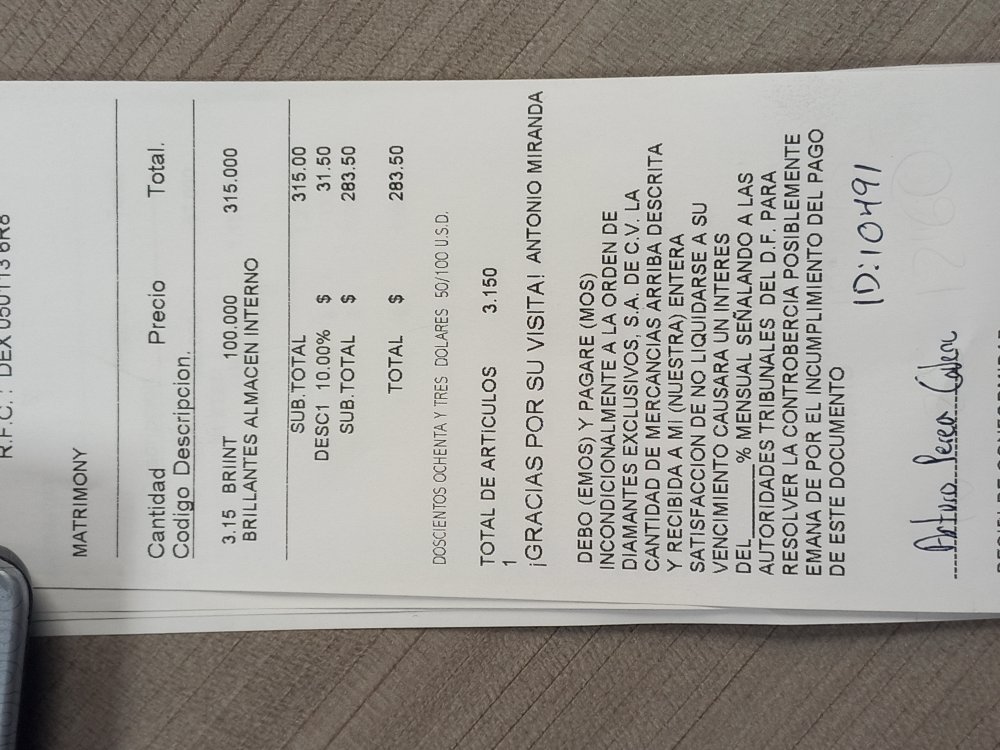 R.F.C. : DEX 050113 6R8
MATRIMONY
Cantidad Precio Total.
Codigo Descripcion.
3.15 BRIINT 100.000 315.000
BRILLANTES ALMACEN INTERNO
SUB.TOTAL 315.00
DESC1 10.00% $ 31.50
SUB.TOTAL $ 283.50
TOTAL $ 283.50
DOSCIENTOS OCHENTA Y TRES DOLARES 50/100 U.S.D.
TOTAL DE ARTICULOS 3.150
1
¡GRACIAS POR SU VISITA! ANTONIO MIRANDA
DEBO (EMOS) Y PAGARE (MOS)
INCONDICIONALMENTE A LA ORDEN DE
DIAMANTES EXCLUSIVOS, S.A. DE C.V. LA
CANTIDAD DE MERCANCIAS ARRIBA DESCRITA
Y RECIBIDA A MI (NUESTRA) ENTERA
SATISFACCION DE NO LIQUIDARSE A SU
VENCIMIENTO CAUSARA UN INTERES
DEL______% MENSUAL SEÑALANDO A LAS
AUTORIDADES TRIBUNALES DEL D.F. PARA
RESOLVER LA CONTROBERCIA POSIBLEMENTE
EMANA DE POR EL INCUMPLIMIENTO DEL PAGO
DE ESTE DOCUMENTO
ID:10491
Arturo Perea